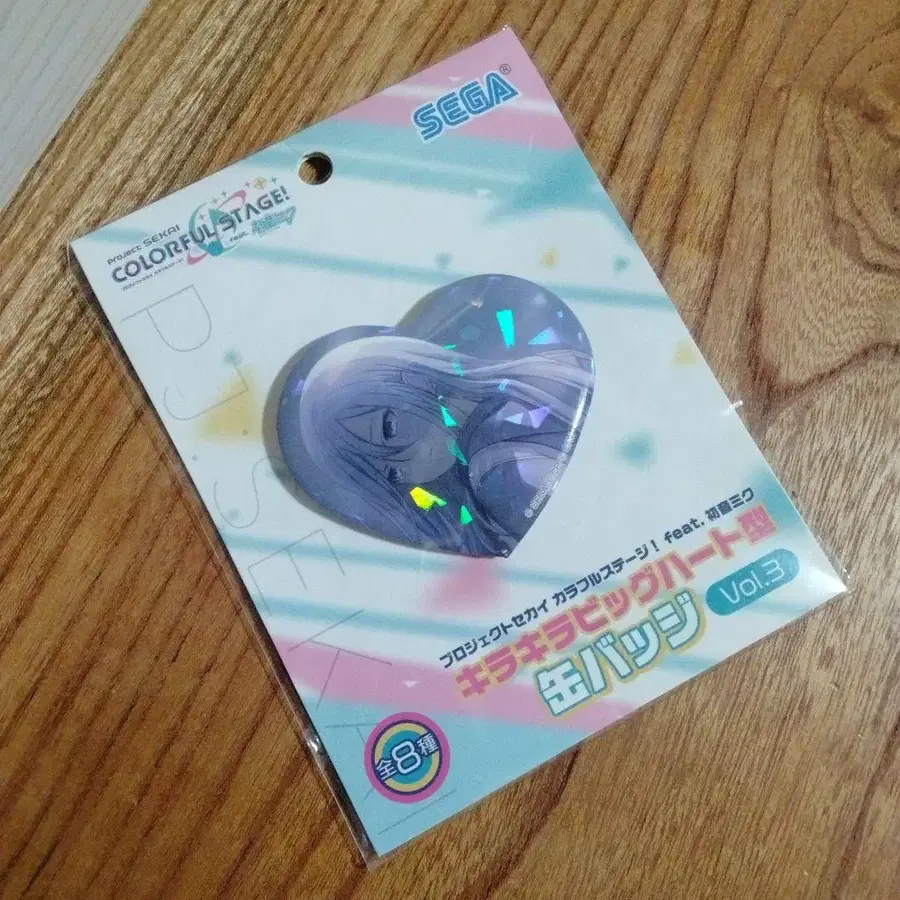 SEGA®
Project SEKAI
COLORFUL STAGE!
feat. 初音ミク
PJSEKAI
© SEGA
プロジェクトセカイ カラフルステージ! feat. 初音ミク
キラキラビッグハート型
缶バッジ
Vol.3
全8種